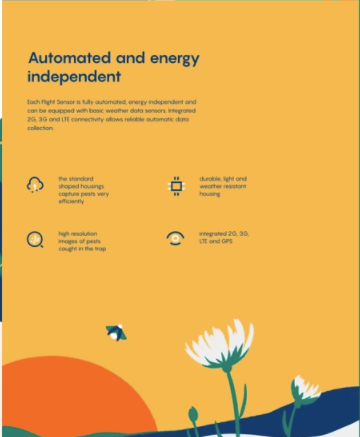 Automated and energy
independent
Each Flight Sensor is fully automated, energy independent and
can be equipped with basic weather data sensors. Integrated
2G, 3G and LTE connectivity allows reliable automatic data
collection.
the standard
shaped housings
capture pests very
efficiently
durable, light and
weather resistant
housing
high resolution
images of pests
caught in the trap
integrated 2G, 3G,
LTE and GPS